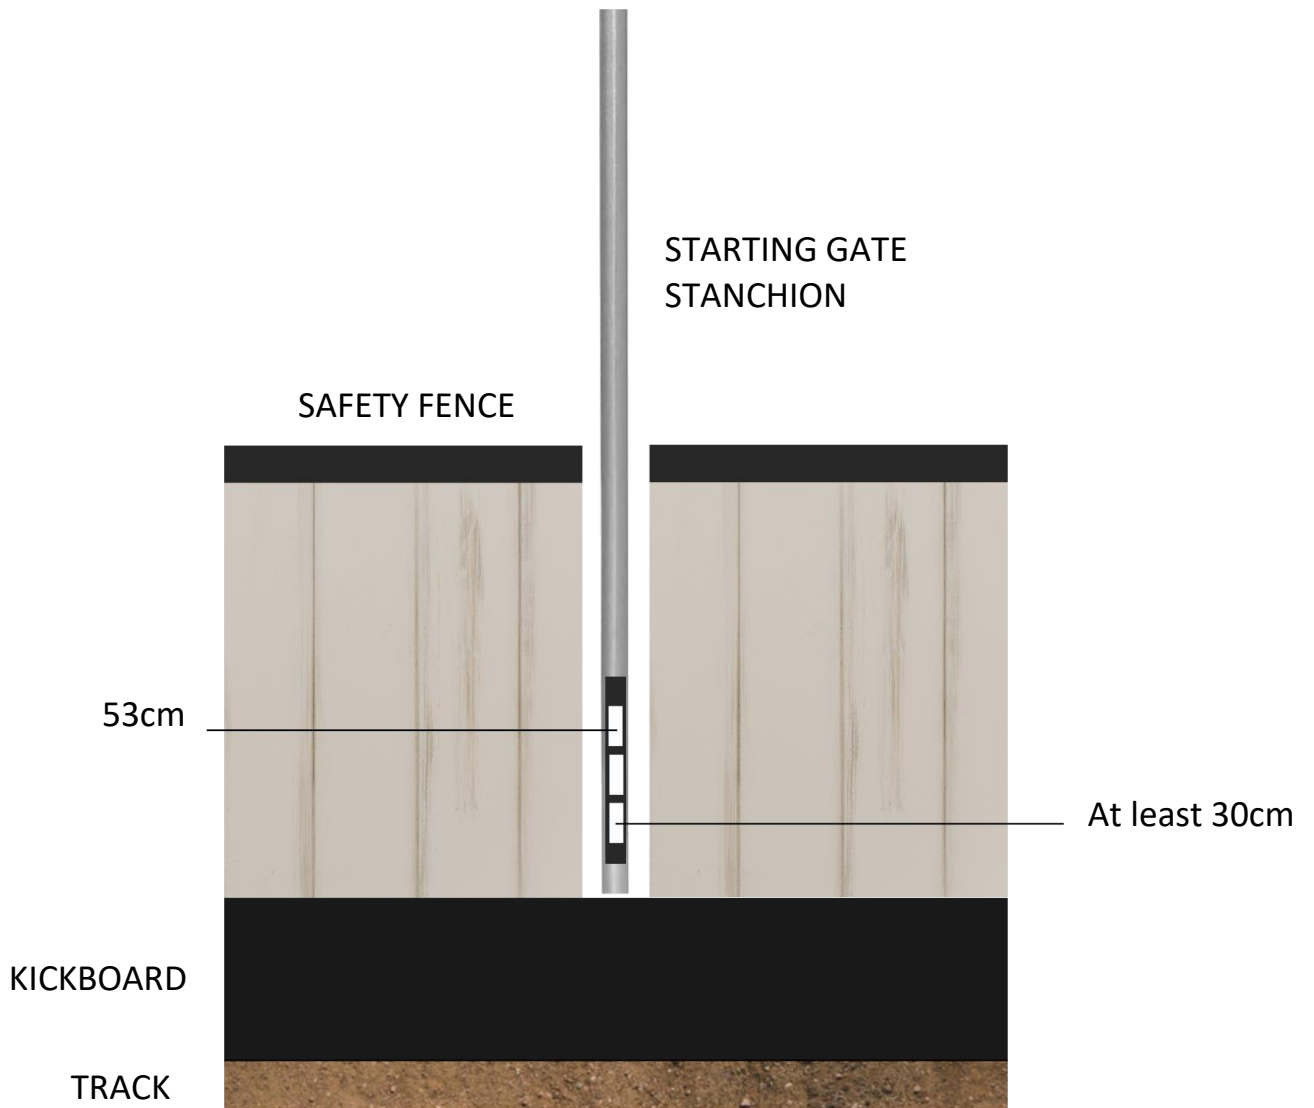 STARTING GATE
STANCHION
SAFETY FENCE
53cm
At least 30cm
KICKBOARD
TRACK